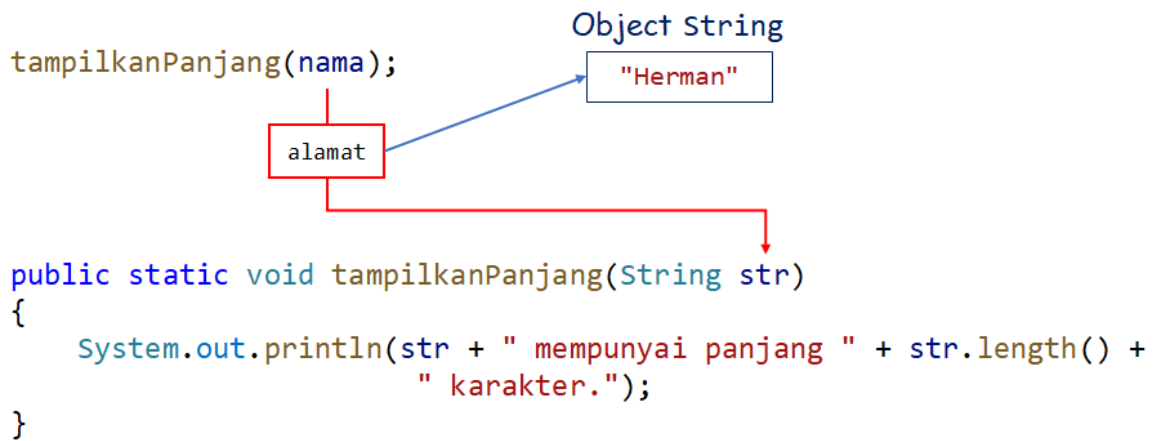 Object String
tampilkanPanjang(nama);
"Herman"
alamat
public static void tampilkanPanjang(String str)
{
System.out.println(str + " mempunyai panjang " + str.length() +
" karakter.");
}